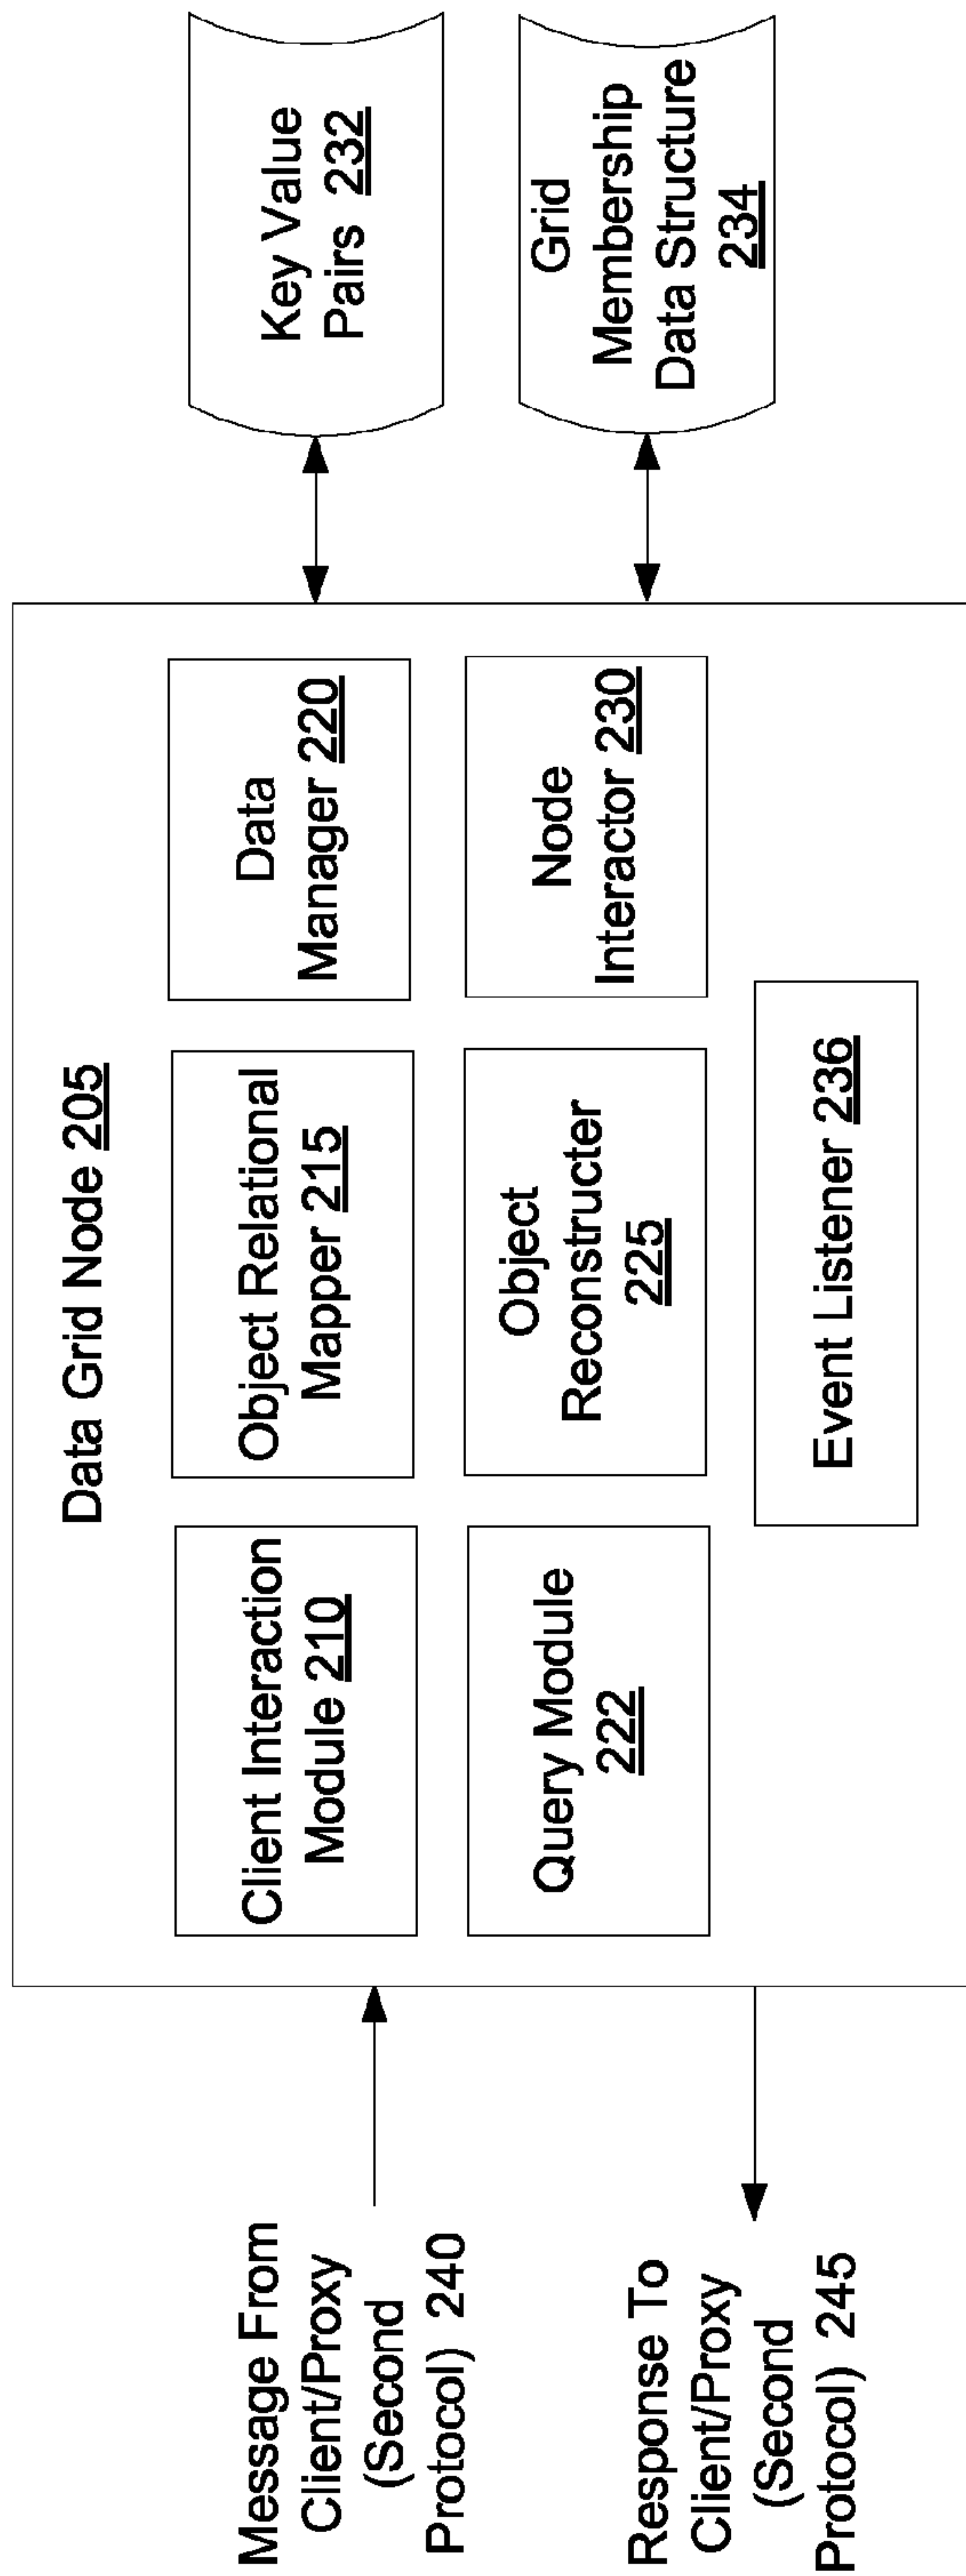 Data Grid Node 205
Message From
Client/Proxy
(Second
Protocol) 240
Response To
Client/Proxy
(Second
Protocol) 245
Client Interaction
Module 210
Object Relational
Mapper 215
Data
Manager 220
Query Module
222
Object
Reconstructer
225
Node
Interactor 230
Event Listener 236
Key Value
Pairs 232
Grid
Membership
Data Structure
234